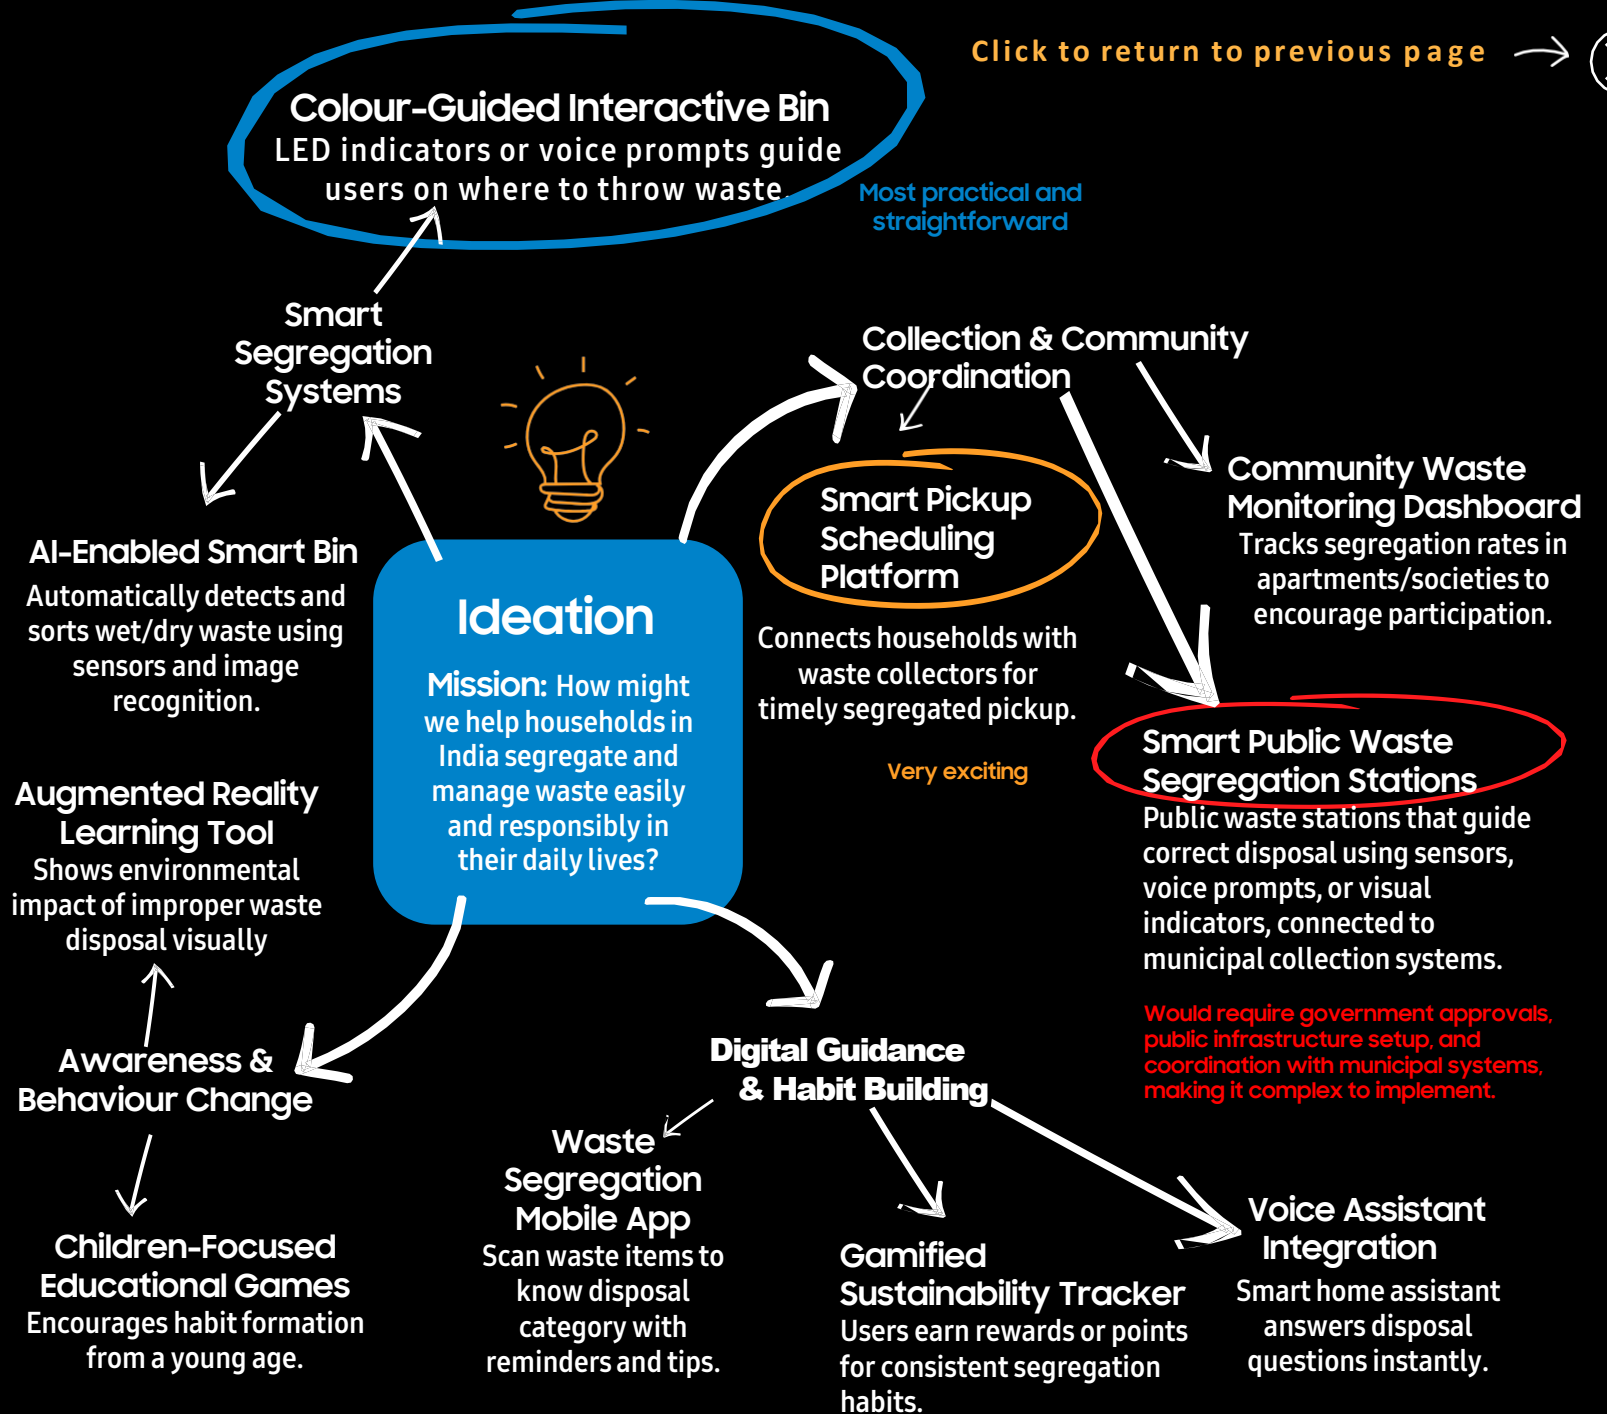 Click to return to previous page
Colour-Guided Interactive Bin
LED indicators or voice prompts guide
users on where to throw waste.
Most practical and
straightforward
Smart
Segregation
Systems
AI-Enabled Smart Bin
Automatically detects and
sorts wet/dry waste using
sensors and image
recognition.
Ideation
Mission: How might
we help households in
India segregate and
manage waste easily
and responsibly in
their daily lives?
Collection & Community
Coordination
Smart Pickup
Scheduling
Platform
Connects households with
waste collectors for
timely segregated pickup.
Very exciting
Community Waste
Monitoring Dashboard
Tracks segregation rates in
apartments/societies to
encourage participation.
Smart Public Waste
Segregation Stations
Public waste stations that guide
correct disposal using sensors,
voice prompts, or visual
indicators, connected to
municipal collection systems.
Would require government approvals,
public infrastructure setup, and
coordination with municipal systems,
making it complex to implement.
Augmented Reality
Learning Tool
Shows environmental
impact of improper waste
disposal visually
Awareness &
Behaviour Change
Children-Focused
Educational Games
Encourages habit formation
from a young age.
Digital Guidance
& Habit Building
Waste
Segregation
Mobile App
Scan waste items to
know disposal
category with
reminders and tips.
Gamified
Sustainability Tracker
Users earn rewards or points
for consistent segregation
habits.
Voice Assistant
Integration
Smart home assistant
answers disposal
questions instantly.